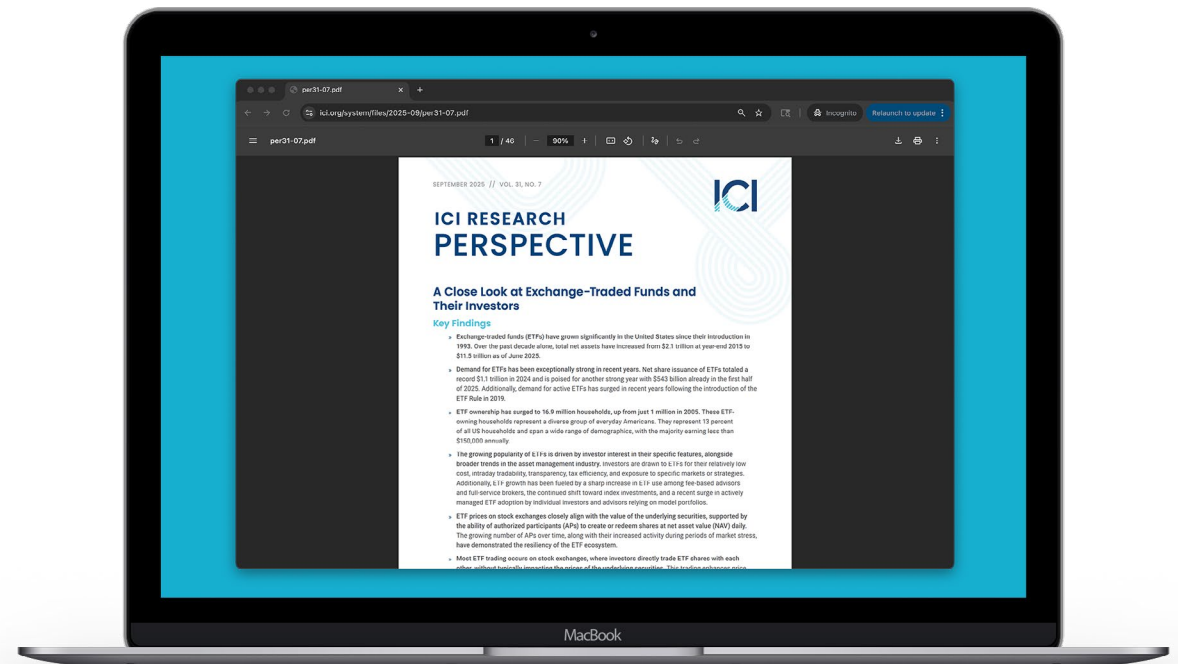 per31-07.pdf
ici.org/system/files/2025-09/per31-07.pdf
Incognito
Relaunch to update
per31-07.pdf
1 / 40
90%
SEPTEMBER 2025 // VOL. 31, NO. 7
ICI
ICI RESEARCH
PERSPECTIVE
A Close Look at Exchange-Traded Funds and
Their Investors
Key Findings
» Exchange-traded funds (ETFs) have grown significantly in the United States since their introduction in
1993. Over the past decade alone, total net assets have increased from $2.1 trillion at year-end 2015 to
$11.5 trillion as of June 2025.
» Demand for ETFs has been exceptionally strong in recent years. Net share issuance of ETFs totaled a
record $1.1 trillion in 2024 and is poised for another strong year with $543 billion already in the first half
of 2025. Additionally, demand for active ETFs has surged in recent years following the introduction of the
ETF Rule in 2019.
» ETF ownership has surged to 16.9 million households, up from just 1 million in 2005. These ETF-
owning households represent a diverse group of everyday Americans. They represent 13 percent
of all US households and span a wide range of demographics, with the majority earning less than
$150,000 annually.
» The growing popularity of ETFs is driven by investor interest in their specific features, alongside
broader trends in the asset management industry. Investors are drawn to ETFs for their relatively low
cost, intraday tradability, transparency, tax efficiency, and exposure to specific markets or strategies.
Additionally, ETF growth has been fueled by a sharp increase in ETF use among fee-based advisors
and full-service brokers, the continued shift toward index investments, and a recent surge in actively
managed ETF adoption by individual investors and advisors relying on model portfolios.
» ETF prices on stock exchanges closely align with the value of the underlying securities, supported by
the ability of authorized participants (APs) to create or redeem shares at net asset value (NAV) daily.
The growing number of APs over time, along with their increased activity during periods of market stress,
have demonstrated the resiliency of the ETF ecosystem.
» Most ETF trading occurs on stock exchanges, where investors directly trade ETF shares with each
other without typically impacting the prices of the underlying securities. This trading enhances price
MacBook